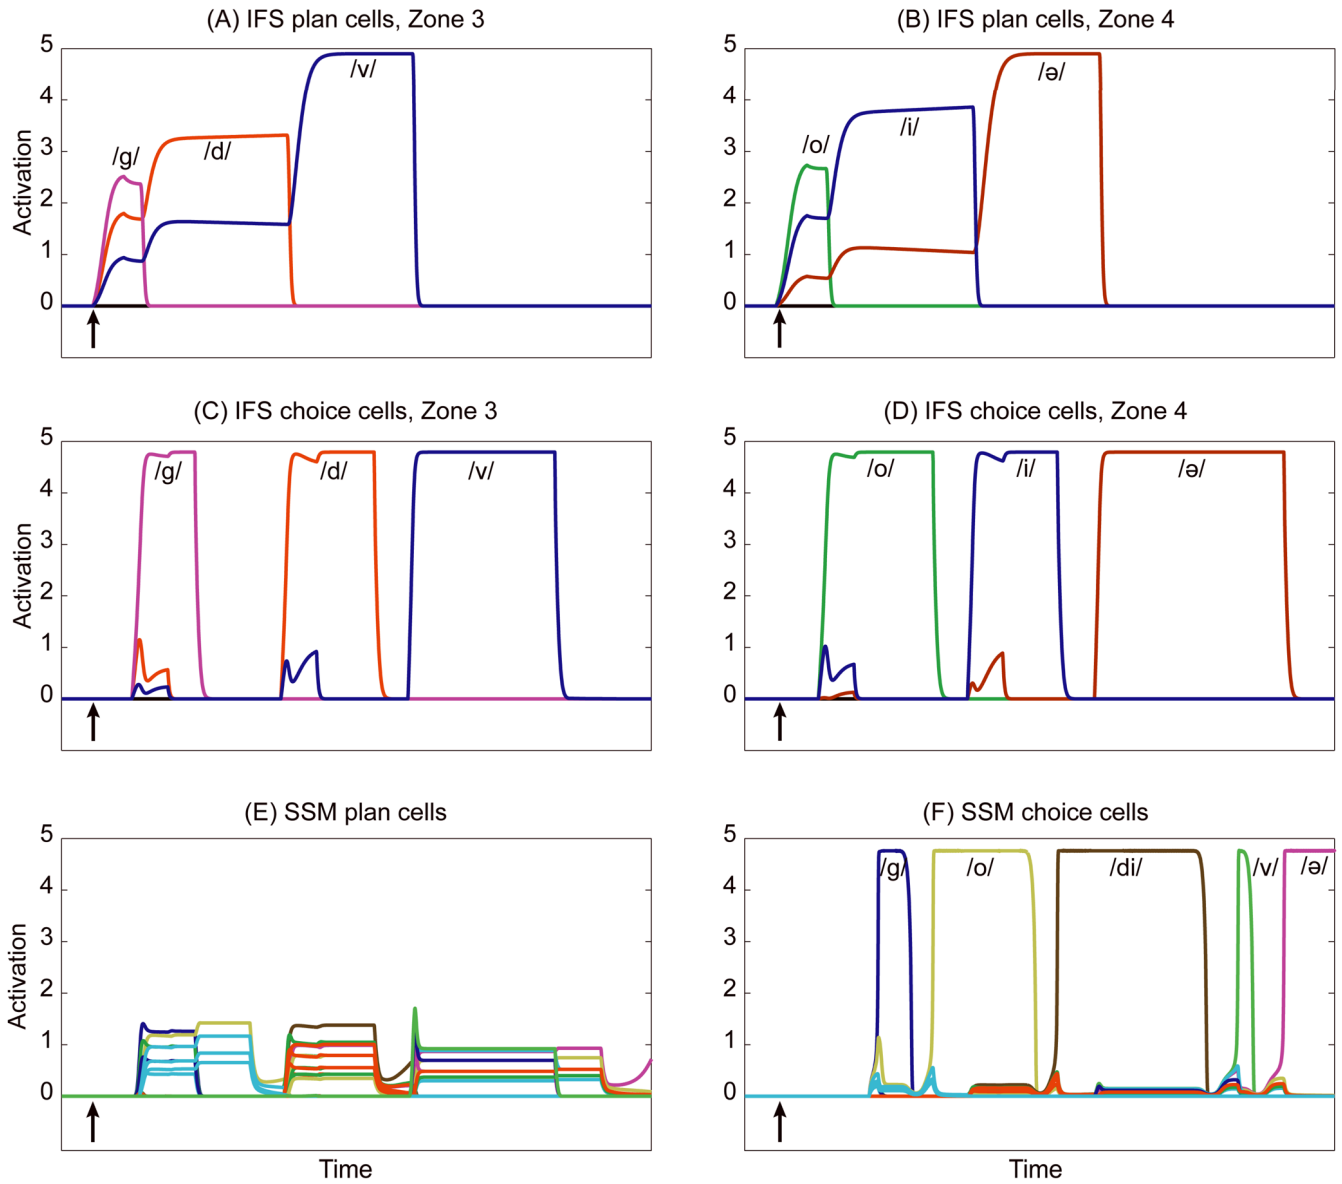 (A) IFS plan cells, Zone 3
5
4
3
2
1
0
Activation
/g/
/d/
/v/
(B) IFS plan cells, Zone 4
5
4
3
2
1
0
/o/
/i/
/ə/
(C) IFS choice cells, Zone 3
5
4
3
2
1
0
Activation
/g/
/d/
/v/
(D) IFS choice cells, Zone 4
5
4
3
2
1
0
/o/
/i/
/ə/
(E) SSM plan cells
5
4
3
2
1
0
Activation
Time
(F) SSM choice cells
5
4
3
2
1
0
/g/
/o/
/di/
/v/
/ə/
Time